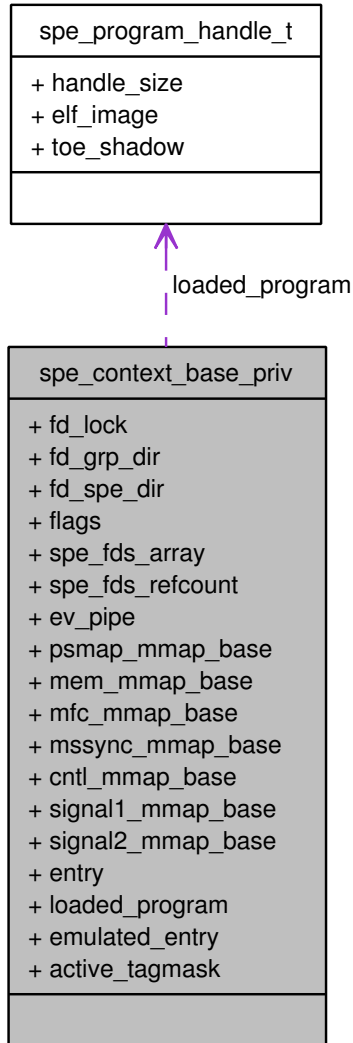 spe_program_handle_t
+ handle_size
+ elf_image
+ toe_shadow
loaded_program
spe_context_base_priv
+ fd_lock
+ fd_grp_dir
+ fd_spe_dir
+ flags
+ spe_fds_array
+ spe_fds_refcount
+ ev_pipe
+ psmap_mmap_base
+ mem_mmap_base
+ mfc_mmap_base
+ mssync_mmap_base
+ cntl_mmap_base
+ signal1_mmap_base
+ signal2_mmap_base
+ entry
+ loaded_program
+ emulated_entry
+ active_tagmask